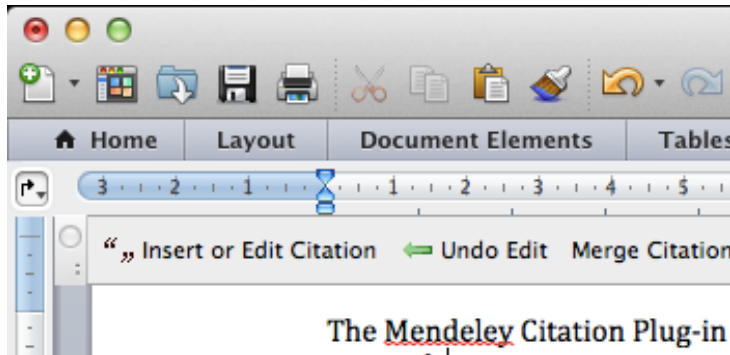 Home Layout Document Elements Tables
3 2 1 1 2 3 4 5
Insert or Edit Citation Undo Edit Merge Citation
The Mendeley Citation Plug-in